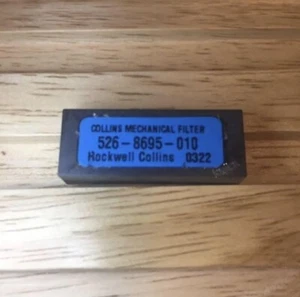 COLLINS MECHANICAL FILTER
526-8695-010
Rockwell Collins 0322